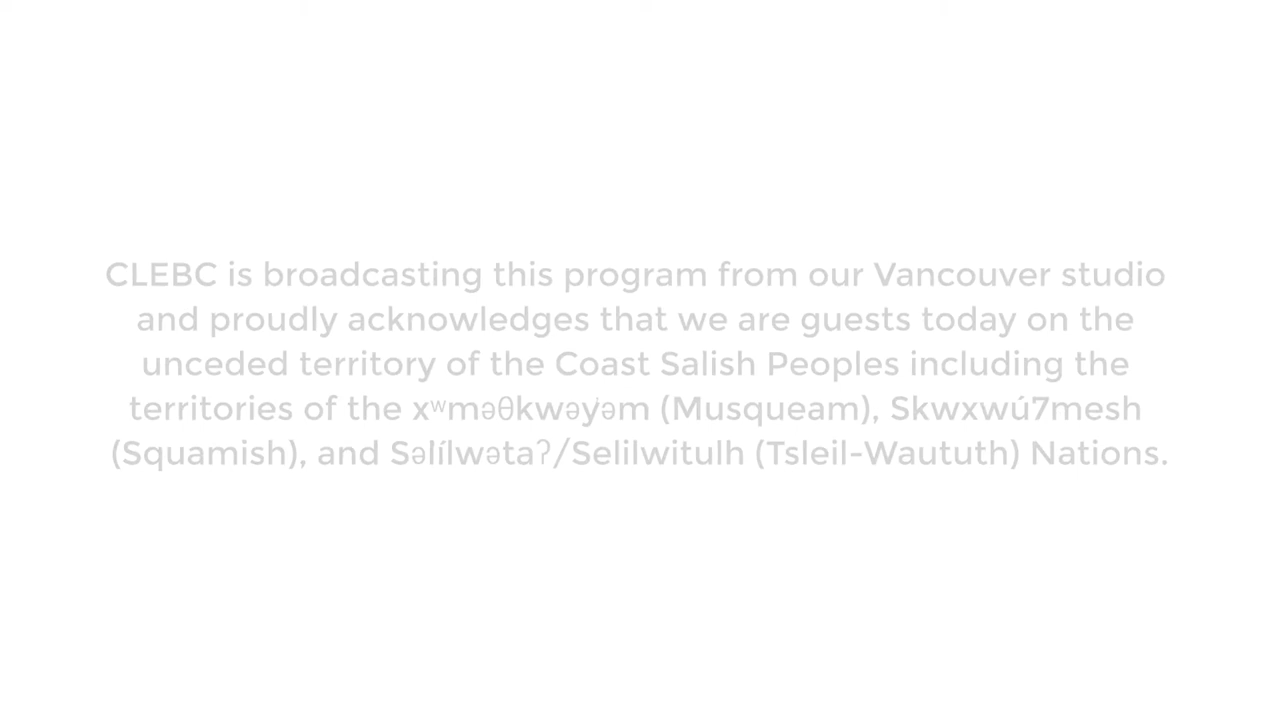 CLEBC is broadcasting this program from our Vancouver studio
and proudly acknowledges that we are guests today on the
unceded territory of the Coast Salish Peoples including the
territories of the xʷməθkwəy̓əm (Musqueam), Skwxwú7mesh
(Squamish), and Səlílwətaʔ/Selilwitulh (Tsleil-Waututh) Nations.